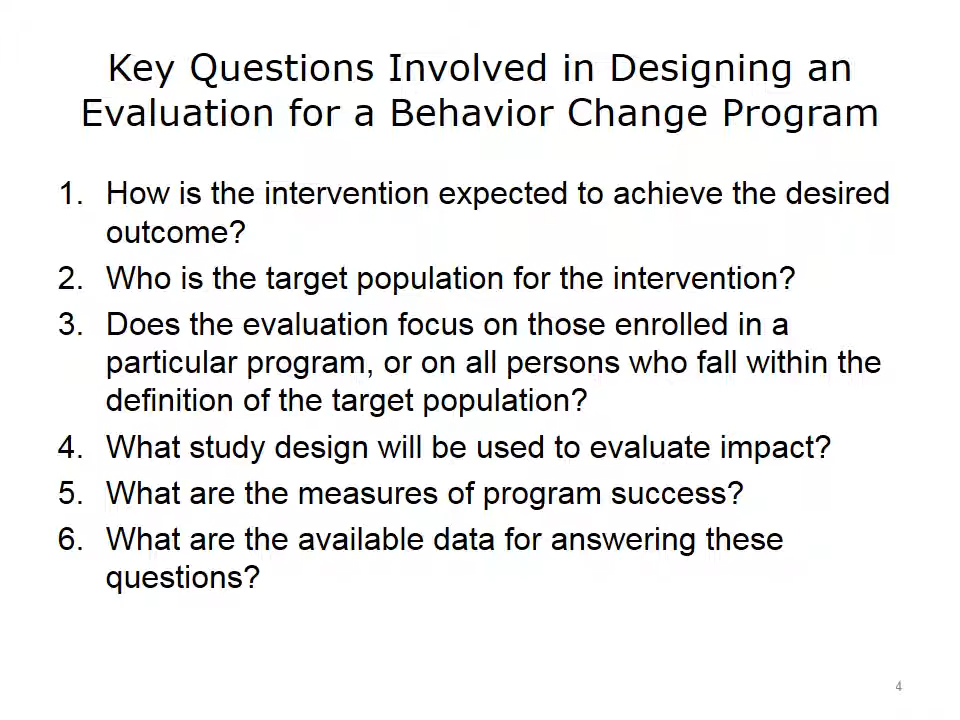 Key Questions Involved in Designing an
Evaluation for a Behavior Change Program
1. How is the intervention expected to achieve the desired
outcome?
2. Who is the target population for the intervention?
3. Does the evaluation focus on those enrolled in a
particular program, or on all persons who fall within the
definition of the target population?
4. What study design will be used to evaluate impact?
5. What are the measures of program success?
6. What are the available data for answering these
questions?
4